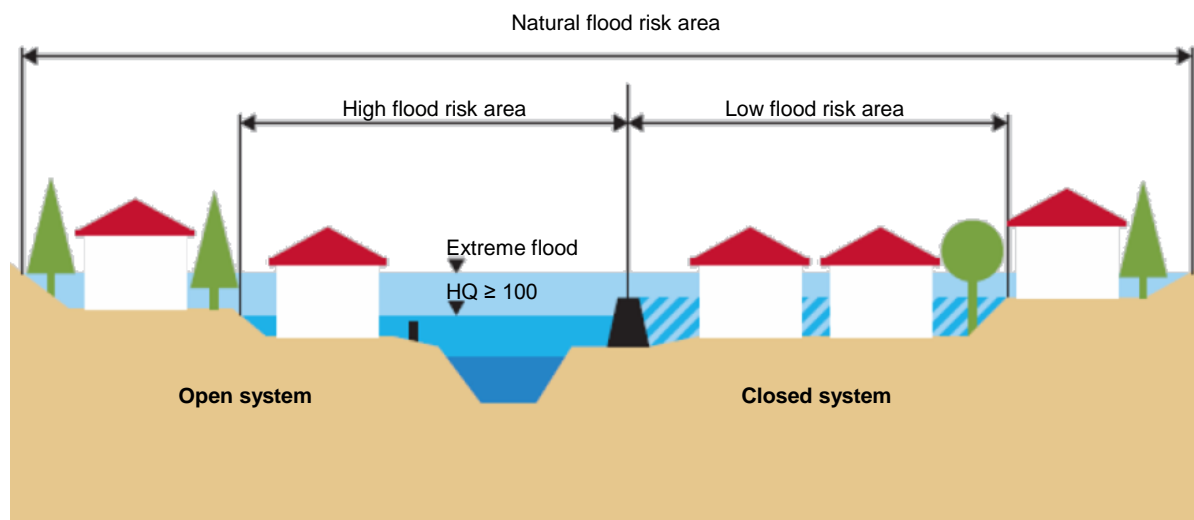 Natural flood risk area
High flood risk area
Low flood risk area
Extreme flood
HQ ≥ 100
Open system
Closed system